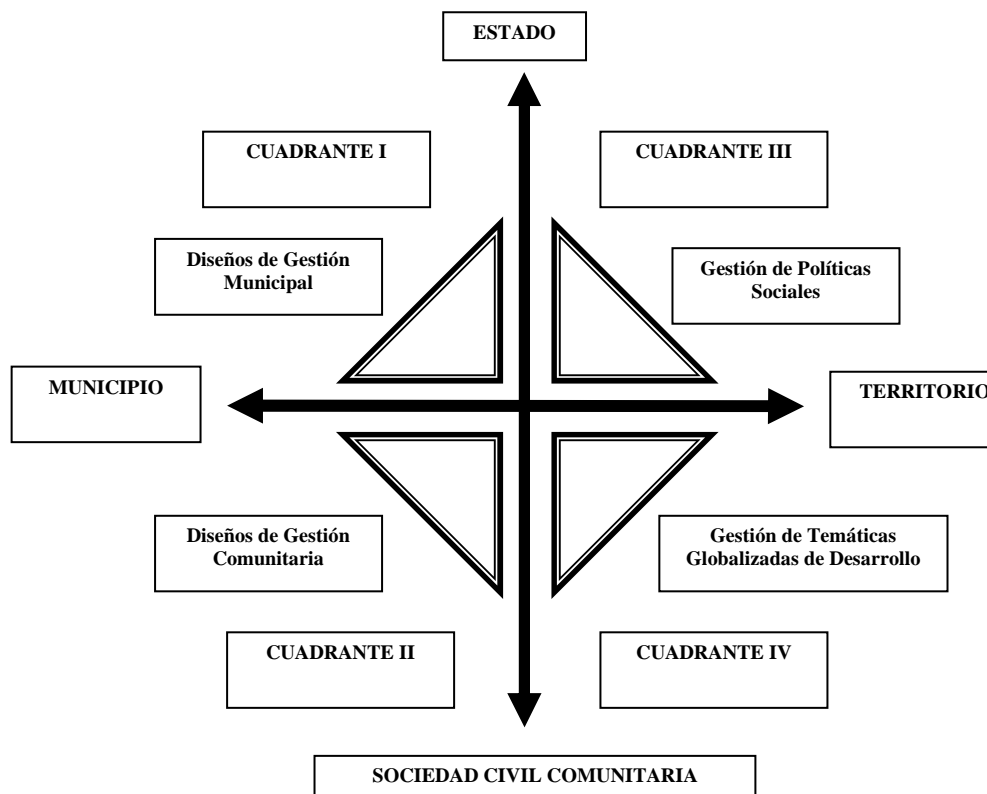 ESTADO
CUADRANTE I
CUADRANTE III
Diseños de Gestión
Municipal
Gestión de Políticas
Sociales
MUNICIPIO
TERRITORIO
Diseños de Gestión
Comunitaria
Gestión de Temáticas
Globalizadas de Desarrollo
CUADRANTE II
CUADRANTE IV
SOCIEDAD CIVIL COMUNITARIA